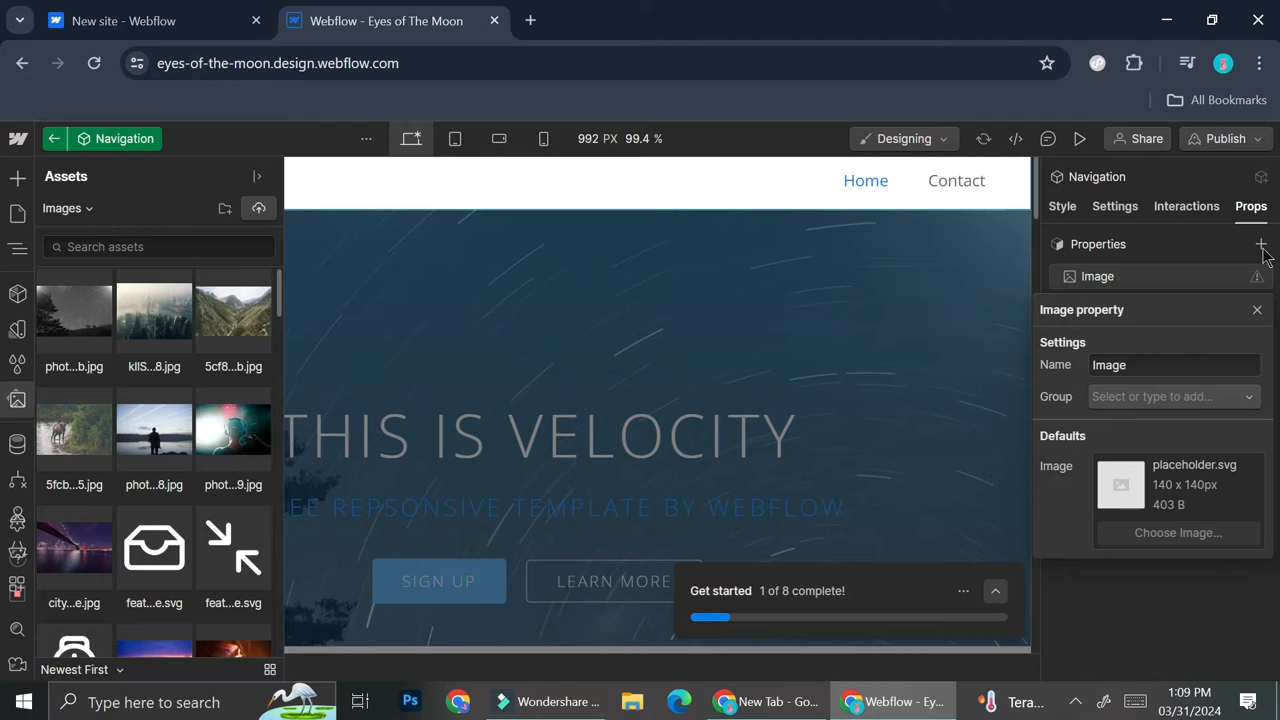 New site - Webflow
Webflow - Eyes of The Moon
eyes-of-the-moon.design.webflow.com
All Bookmarks
Navigation
992 PX 99.4 %
Designing
Share
Publish
Assets
Images
Search assets
phot...b.jpg
kIIS...8.jpg
5cf8...b.jpg
5fcb...5.jpg
phot...8.jpg
phot...9.jpg
city...e.jpg
feat...e.svg
feat...e.svg
Newest First
Home
Contact
THIS IS VELOCITY
EE REPSONSIVE TEMPLATE BY WEBFLOW
SIGN UP
LEARN MORE
Get started 1 of 8 complete!
Navigation
Style
Settings
Interactions
Props
Properties
Image
Image property
Settings
Name
Image
Group
Select or type to add...
Defaults
Image
placeholder.svg
140 x 140px
403 B
Choose Image...
Type here to search
Ps
Wondershare ...
New Tab - Go...
Webflow - Ey...
Tera...
1:09 PM
03/31/2024